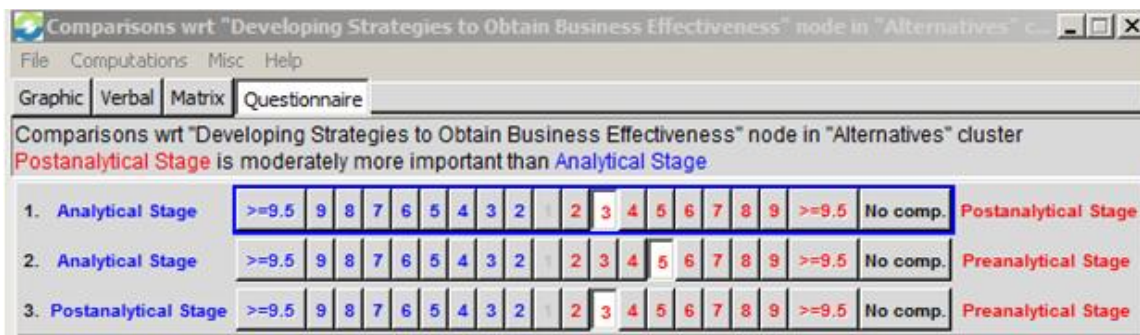 Comparisons wrt "Developing Strategies to Obtain Business Effectiveness" node in "Alternatives" c...
File Computations Misc Help
Graphic Verbal Matrix Questionnaire
Comparisons wrt "Developing Strategies to Obtain Business Effectiveness" node in "Alternatives" cluster
Postanalytical Stage is moderately more important than Analytical Stage
1. Analytical Stage >=9.5 9 8 7 6 5 4 3 2 1 2 3 4 5 6 7 8 9 >=9.5 No comp. Postanalytical Stage
2. Analytical Stage >=9.5 9 8 7 6 5 4 3 2 1 2 3 4 5 6 7 8 9 >=9.5 No comp. Preanalytical Stage
3. Postanalytical Stage >=9.5 9 8 7 6 5 4 3 2 1 2 3 4 5 6 7 8 9 >=9.5 No comp. Preanalytical Stage